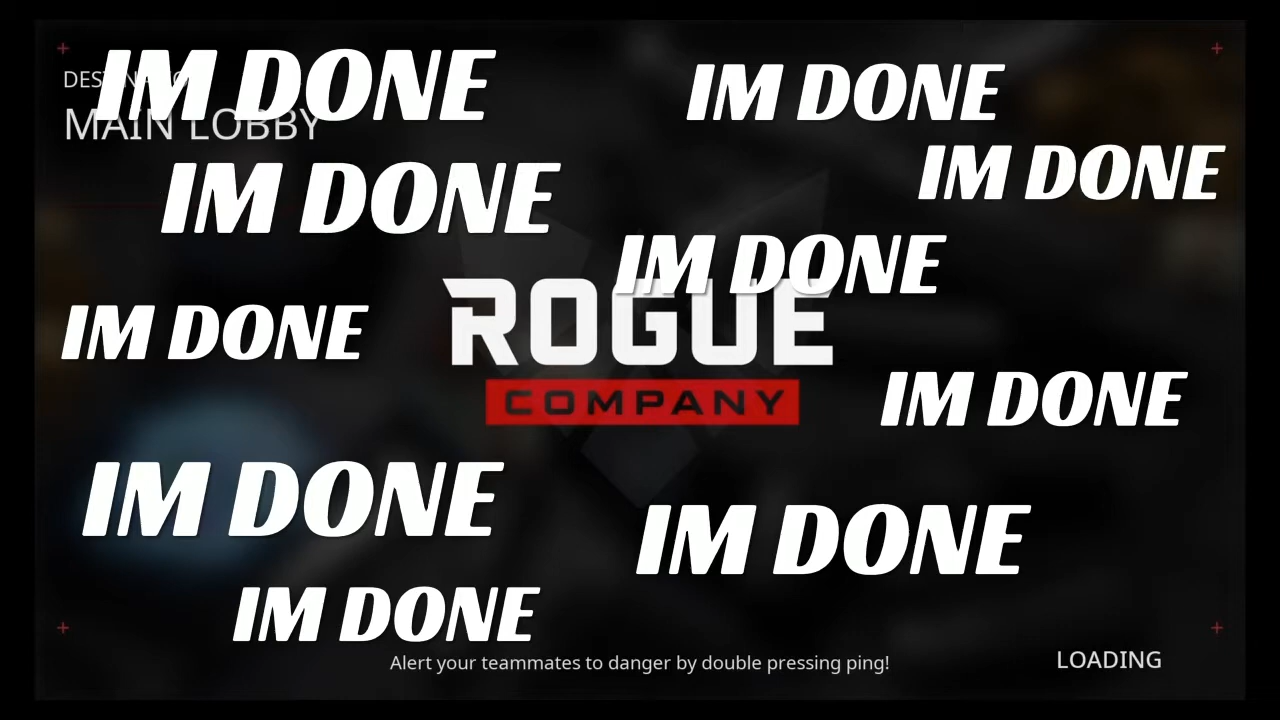 IM DONE
IM DONE
MAIN LOBBY
IM DONE
IM DONE
IM DONE
ROGUE
IM DONE
IM DONE
COMPANY
IM DONE
IM DONE
IM DONE
Alert your teammates to danger by double pressing ping!
LOADING